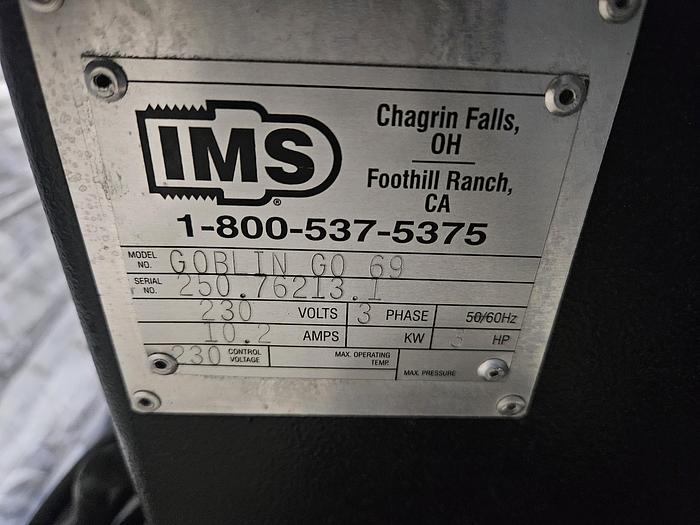 IMS®
Chagrin Falls,
OH
Foothill Ranch,
CA
1-800-537-5375
MODEL NO. GOBLIN GO 69
SERIAL NO. 250.76213.1
230 VOLTS 3 PHASE 50/60Hz
10.2 AMPS KW HP
230 CONTROL VOLTAGE MAX. OPERATING TEMP. MAX. PRESSURE